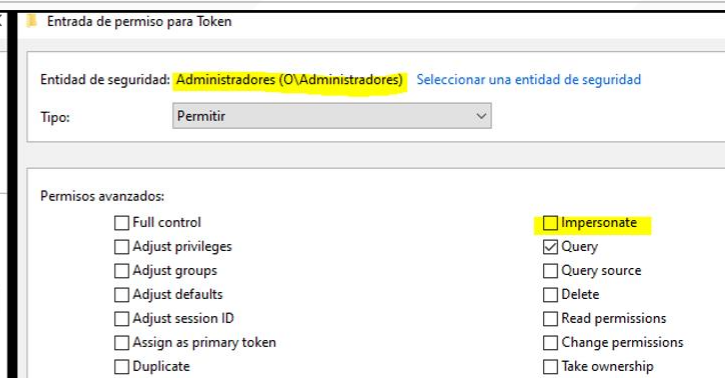 Entrada de permiso para Token
Entidad de seguridad: Administradores (O\Administradores) Seleccionar una entidad de seguridad
Tipo: Permitir
Permisos avanzados:
Full control Impersonate
Adjust privileges Query
Adjust groups Query source
Adjust defaults Delete
Adjust session ID Read permissions
Assign as primary token Change permissions
Duplicate Take ownership